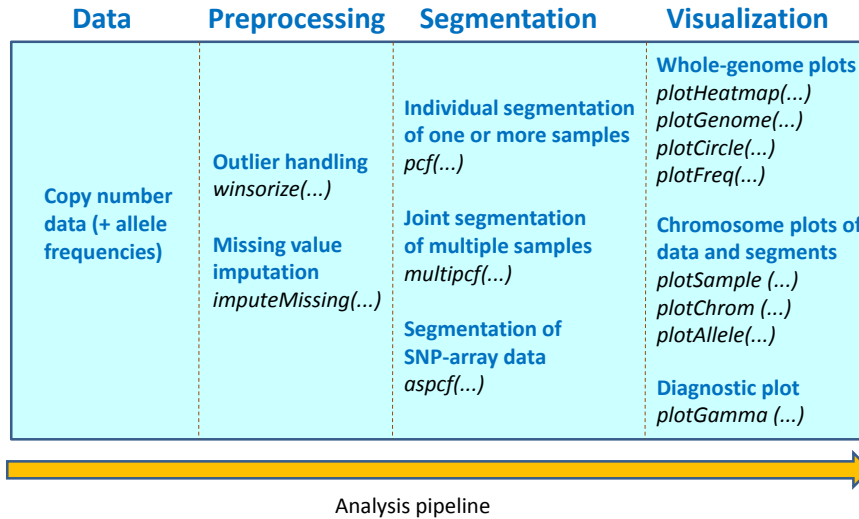 Data
Preprocessing
Segmentation
Visualization
Copy number
data (+ allele
frequencies)
Outlier handling
winsorize(...)
Missing value
imputation
imputeMissing(...)
Individual segmentation
of one or more samples
pcf(...)
Joint segmentation
of multiple samples
multipcf(...)
Segmentation of
SNP-array data
aspcf(...)
Whole-genome plots
plotHeatmap(...)
plotGenome(...)
plotCircle(...)
plotFreq(...)
Chromosome plots of
data and segments
plotSample (...)
plotChrom (...)
plotAllele(...)
Diagnostic plot
plotGamma (...)
Analysis pipeline